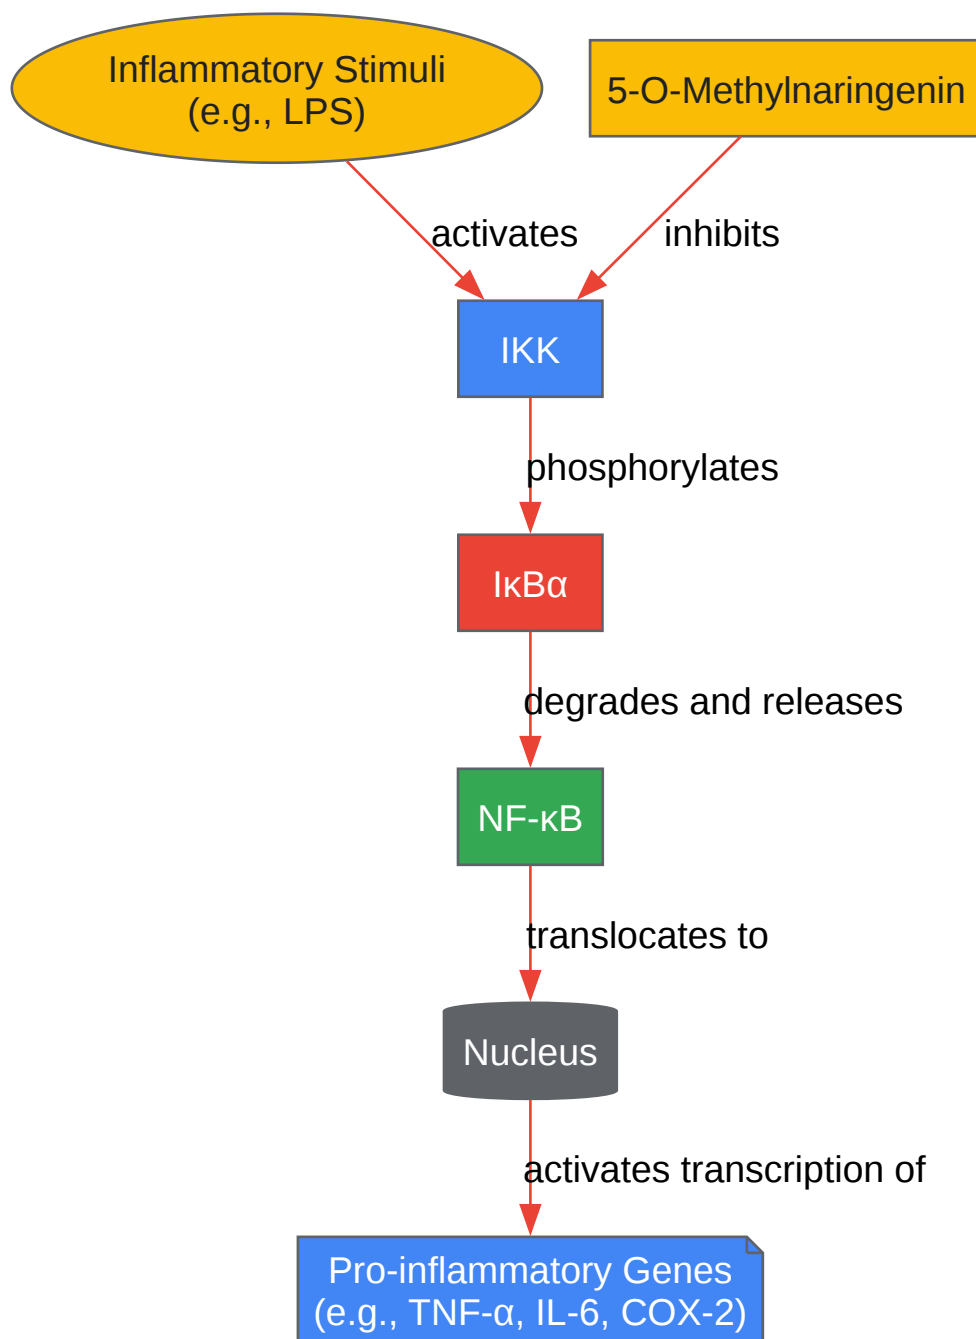 Inflammatory Stimuli
(e.g., LPS)
5-O-Methylnaringenin
activates
inhibits
IKK
phosphorylates
IκBα
degrades and releases
NF-κB
translocates to
Nucleus
activates transcription of
Pro-inflammatory Genes
(e.g., TNF-α, IL-6, COX-2)